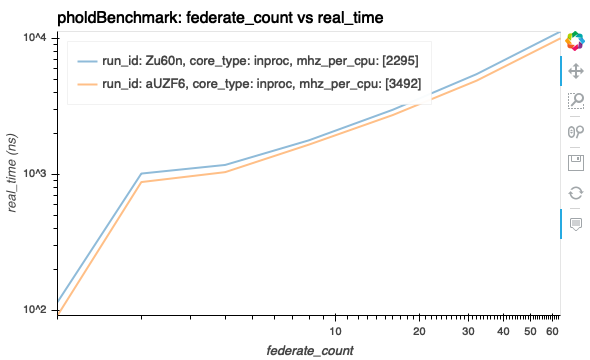 pholdBenchmark: federate_count vs real_time
10^4
run_id: Zu60n, core_type: inproc, mhz_per_cpu: [2295]
run_id: aUZF6, core_type: inproc, mhz_per_cpu: [3492]
real_time (ns)
10^3
10^2
10 20 30 40 50 60
federate_count